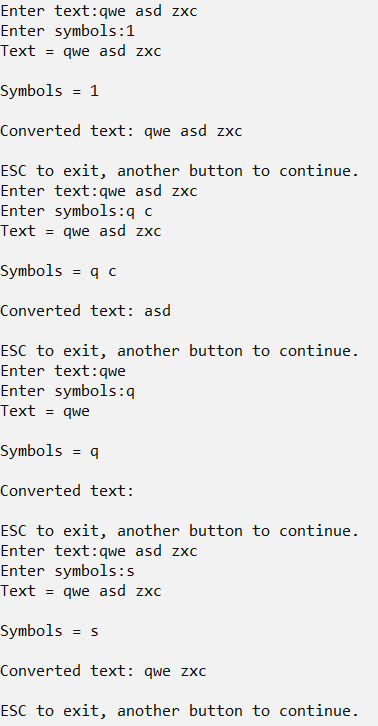 Enter text:qwe asd zxc
Enter symbols:1
Text = qwe asd zxc
Symbols = 1
Converted text: qwe asd zxc
ESC to exit, another button to continue.
Enter text:qwe asd zxc
Enter symbols:q c
Text = qwe asd zxc
Symbols = q c
Converted text: asd
ESC to exit, another button to continue.
Enter text:qwe
Enter symbols:q
Text = qwe
Symbols = q
Converted text:
ESC to exit, another button to continue.
Enter text:qwe asd zxc
Enter symbols:s
Text = qwe asd zxc
Symbols = s
Converted text: qwe zxc
ESC to exit, another button to continue.